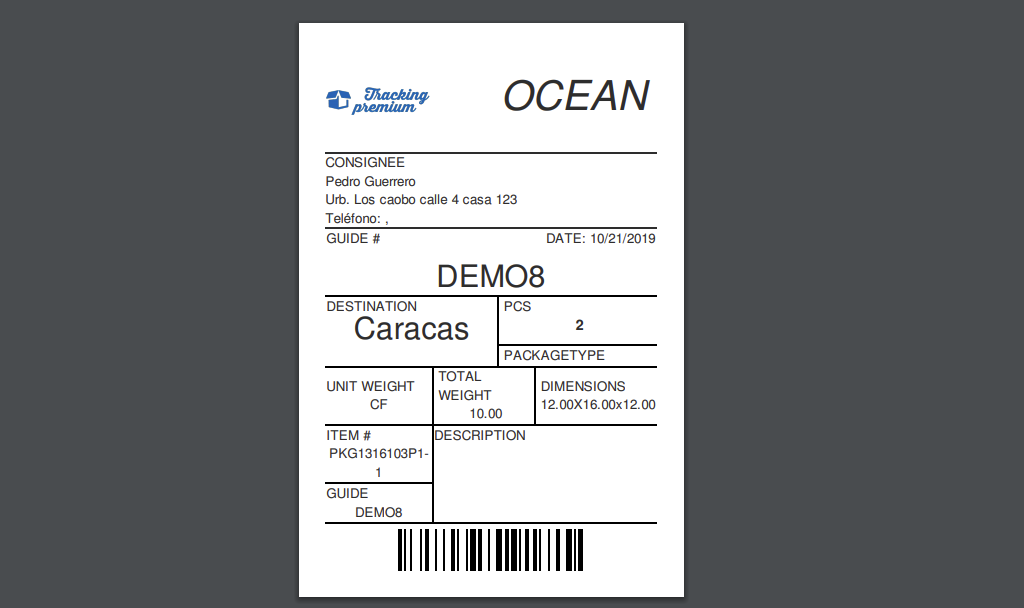 Tracking
premium
OCEAN
CONSIGNEE
Pedro Guerrero
Urb. Los caobo calle 4 casa 123
Teléfono: ,
GUIDE # DATE: 10/21/2019
DEMO8
DESTINATION
Caracas
PCS
2
PACKAGETYPE
UNIT WEIGHT
CF
TOTAL
WEIGHT
10.00
DIMENSIONS
12.00X16.00x12.00
ITEM #
PKG1316103P1-
1
DESCRIPTION
GUIDE
DEMO8